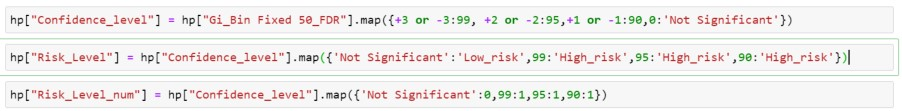 hp["Confidence_level"] = hp["Gi_Bin Fixed 50_FDR"].map({+3 or -3:99, +2 or -2:95,+1 or -1:90,0:'Not Significant'})
hp["Risk_Level"] = hp["Confidence_level"].map({'Not Significant':'Low_risk',99:'High_risk',95:'High_risk',90:'High_risk'})
hp["Risk_Level_num"] = hp["Confidence_level"].map({'Not Significant':0,99:1,95:1,90:1})